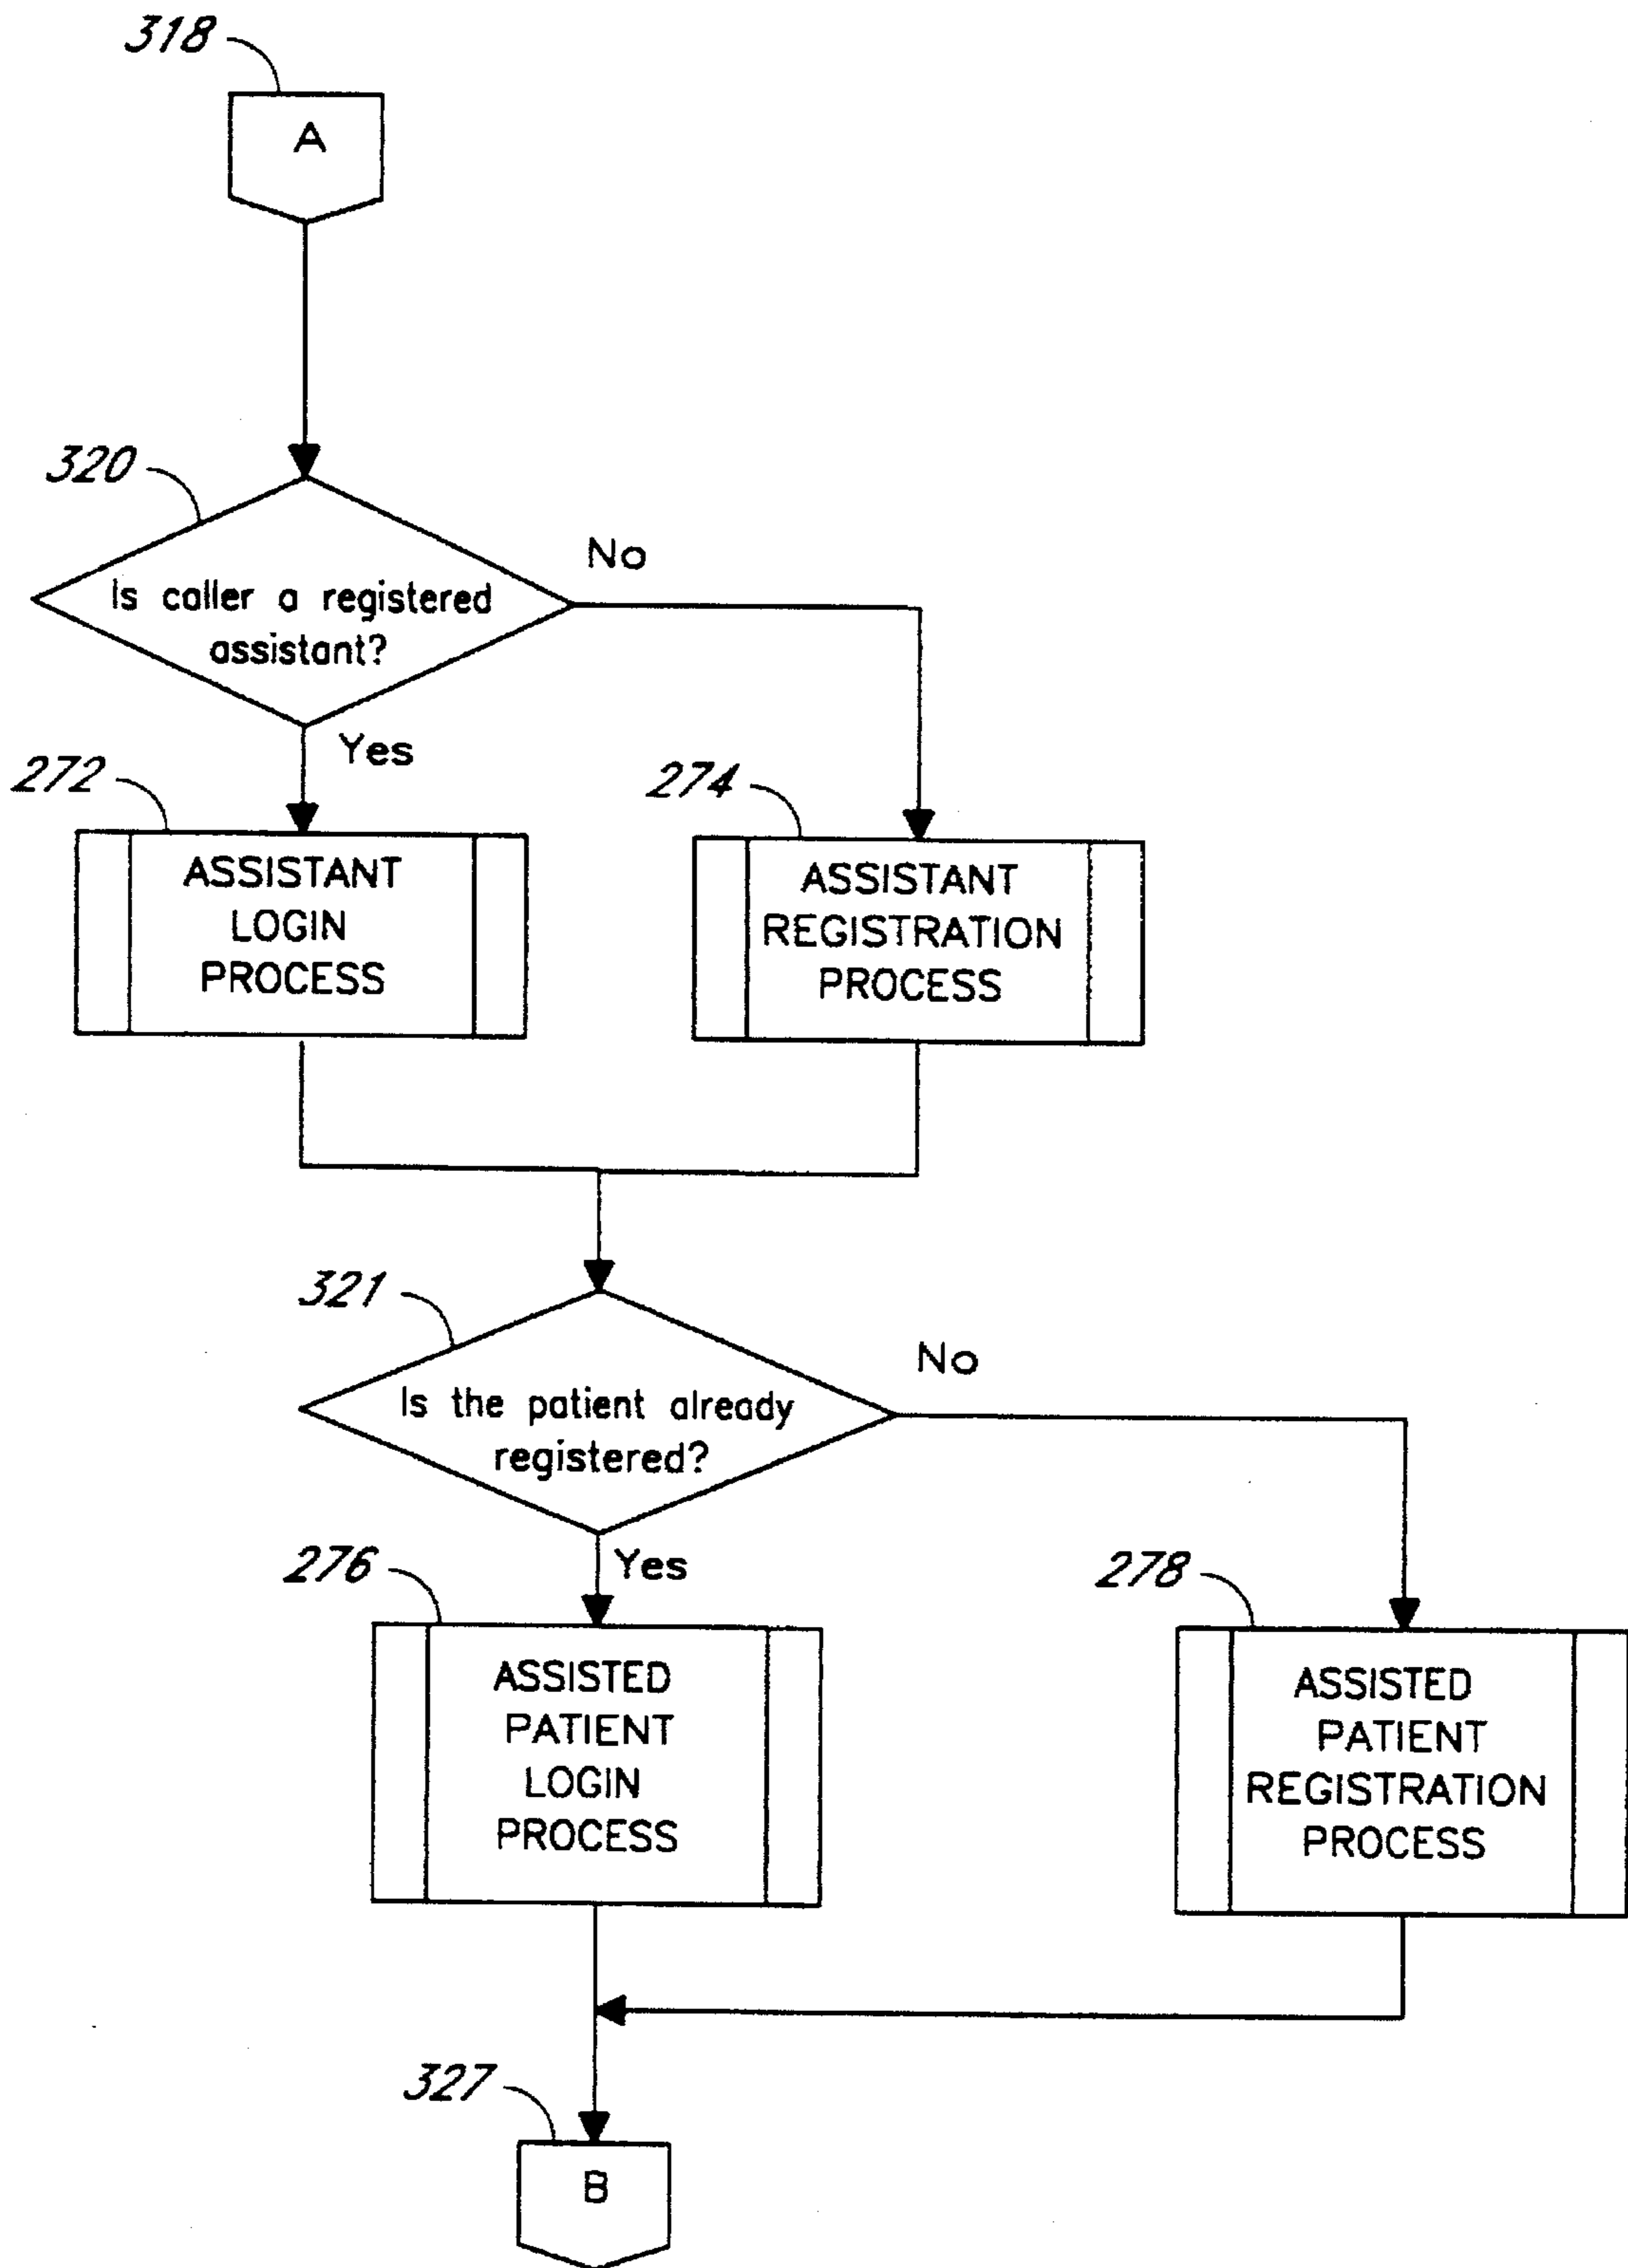 318
A
320
No
Is caller a registered
assistant?
Yes
272
274
ASSISTANT
LOGIN
PROCESS
ASSISTANT
REGISTRATION
PROCESS
321
No
Is the patient already
registered?
Yes
276
278
ASSISTED
PATIENT
LOGIN
PROCESS
ASSISTED
PATIENT
REGISTRATION
PROCESS
327
B